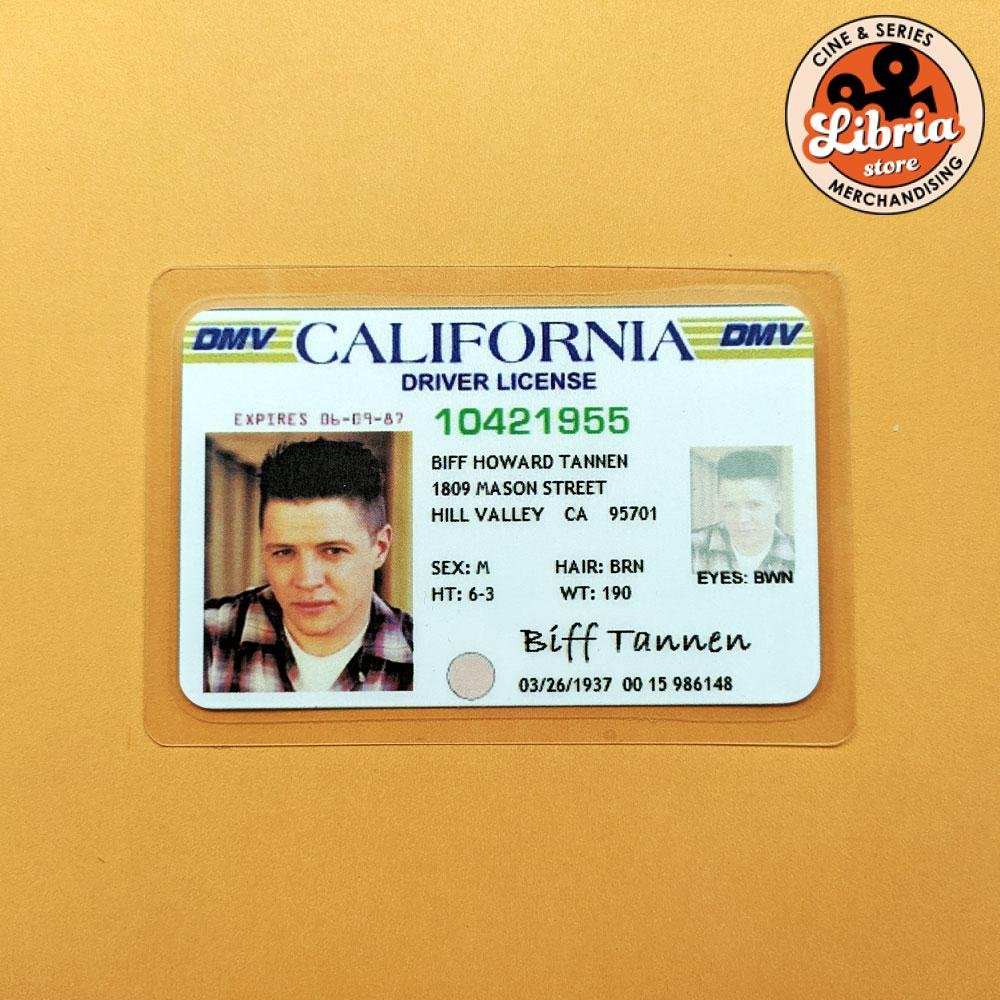 CINE & SERIES
Libria
store
MERCHANDISING
DMV CALIFORNIA DMV
DRIVER LICENSE
EXPIRES 06-09-87
10421955
BIFF HOWARD TANNEN
1809 MASON STREET
HILL VALLEY CA 95701
SEX: M HAIR: BRN
EYES: BWN
HT: 6-3 WT: 190
Biff Tannen
03/26/1937 00 15 986148